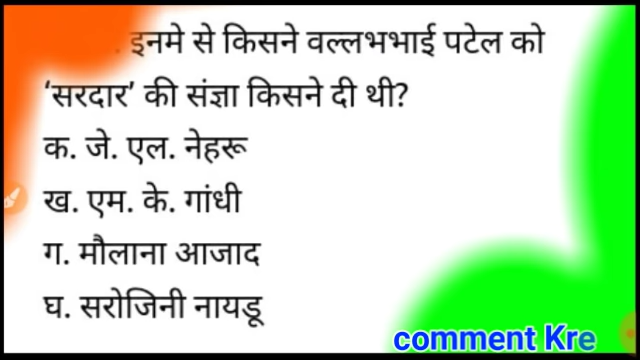 . इनमे से किसने वल्लभभाई पटेल को
‘सरदार’ की संज्ञा किसने दी थी?
क. जे. एल. नेहरू
ख. एम. के. गांधी
ग. मौलाना आजाद
घ. सरोजिनी नायडू
comment Kre